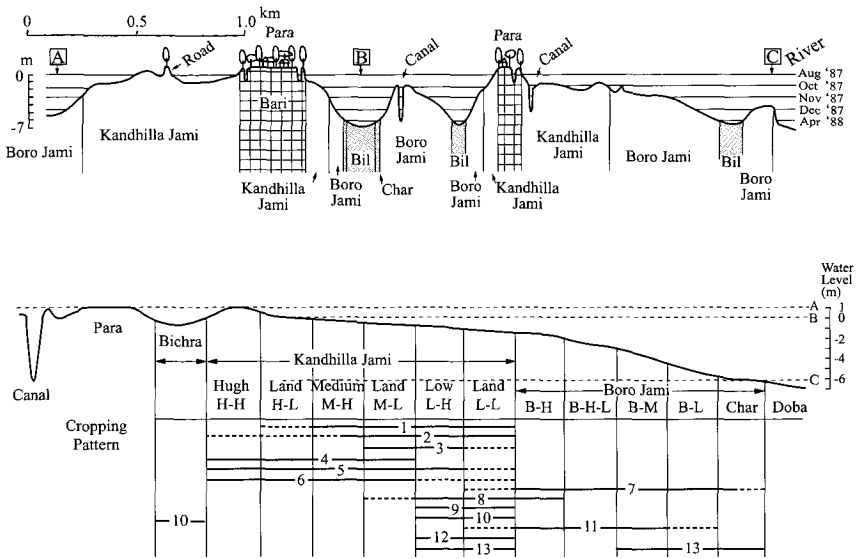 0 0.5 1.0 km
Para Para
A Road B Canal Canal C River
m
0
-7
Aug '87
Oct '87
Nov '87
Dec '87
Apr '88
Bari
Boro Jami
Kandhilla Jami
Kandhilla Jami
Boro Jami
Bil
Char
Boro Jami
Bil
Boro Jami
Kandhilla Jami
Kandhilla Jami
Boro Jami
Bil
Boro Jami
Water Level (m)
A 1
B 0
-2
-4
C -6
Canal
Para
Bichra
Kandhilla Jami
Boro Jami
Hugh Land Medium Land Low Land
H-H H-L M-H M-L L-H L-L B-H B-H-L B-M B-L Char Doba
Cropping Pattern
1
2
3
4
5
6
7
8
9
10 10
11
12
13 13